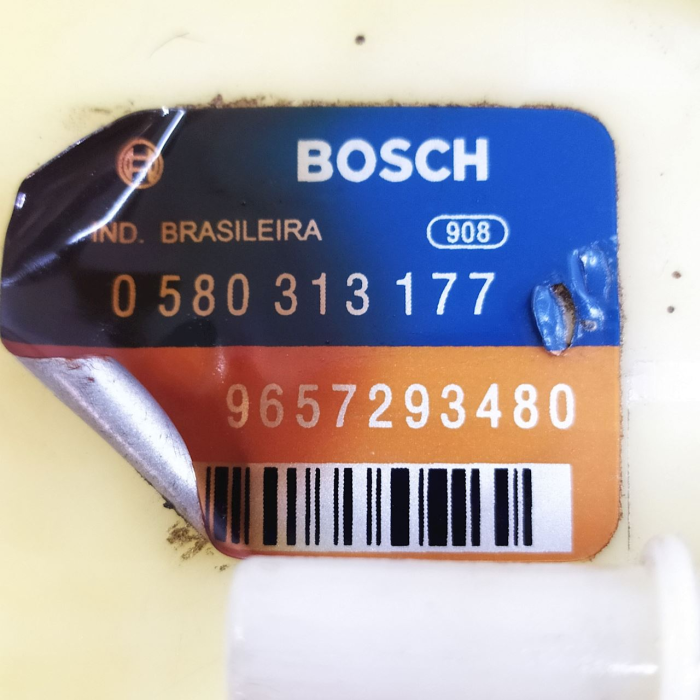 BOSCH
IND. BRASILEIRA 908
0 580 313 177
9657293480